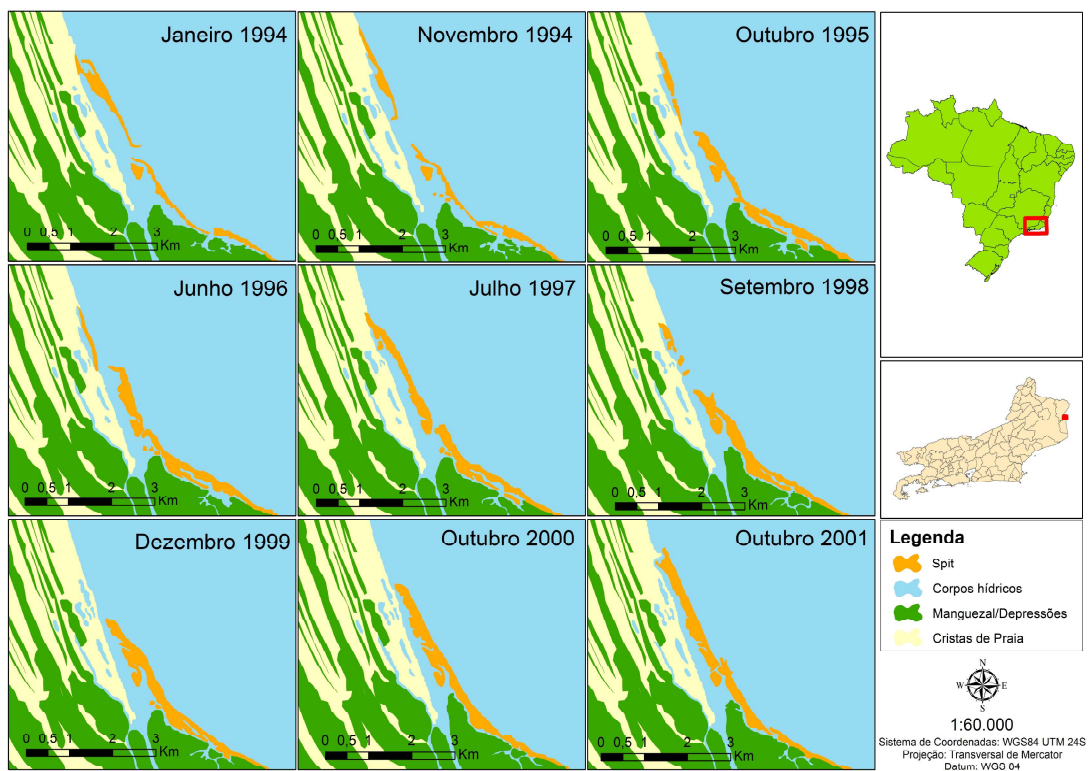 Janeiro 1994
0 0,5 1 2 3
Km
Novembro 1994
0 0,5 1 2 3
Km
Outubro 1995
0 0,5 1 2 3
Km
Junho 1996
0 0,5 1 2 3
Km
Julho 1997
0 0,5 1 2 3
Km
Setembro 1998
0 0,5 1 2 3
Km
Dezembro 1999
0 0,5 1 2 3
Km
Outubro 2000
0 0,5 1 2 3
Km
Outubro 2001
0 0,5 1 2 3
Km
Legenda
Spit
Corpos hídricos
Manguezal/Depressões
Cristas de Praia
N
W E
S
1:60.000
Sistema de Coordenadas: WGS84 UTM 24S
Projeção: Transversal de Mercator
Datum: WGG 04